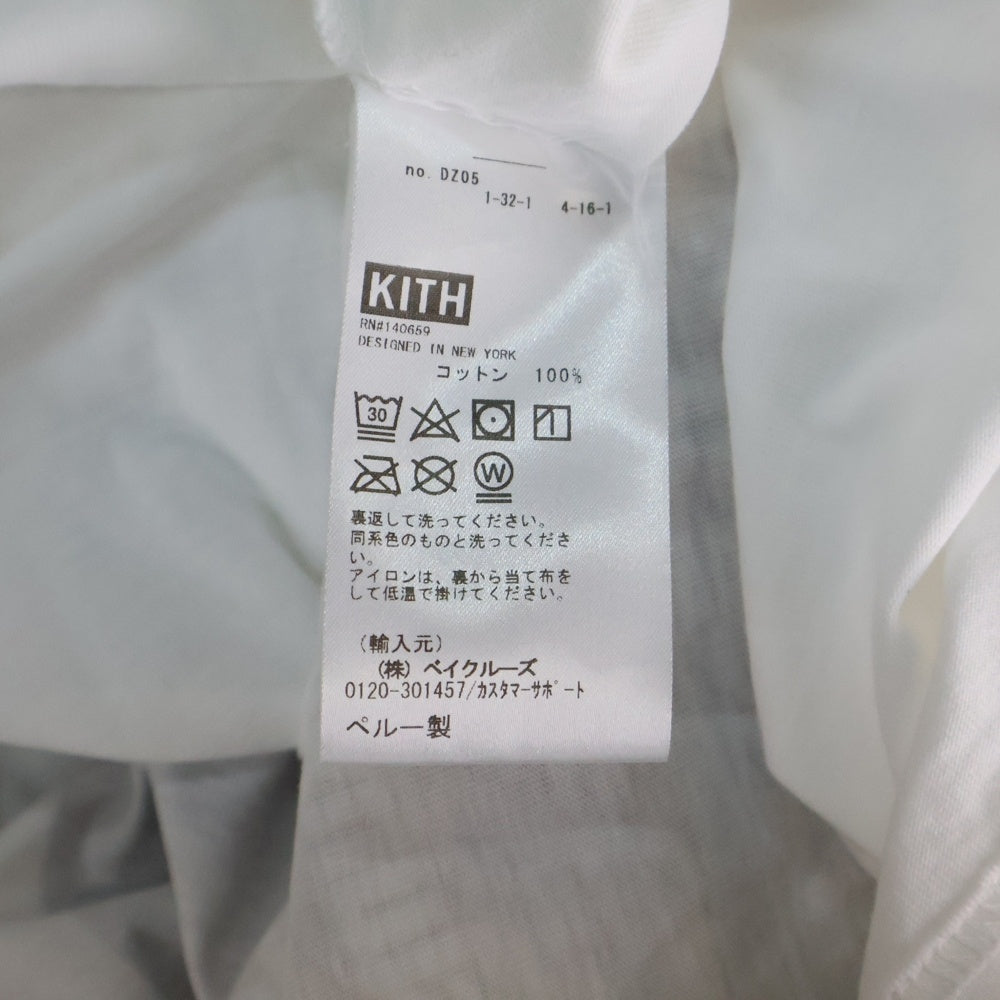 no. DZ05
1-32-1 4-16-1
KITH
RN#140659
DESIGNED IN NEW YORK
コットン 100%
30
W
裏返して洗ってください。
同系色のものと洗ってくださ
い。
アイロンは、裏から当て布を
して低温で掛けてください。
(輸入元)
(株) ベイクルーズ
0120-301457/カスタマーサポート
ペルー製